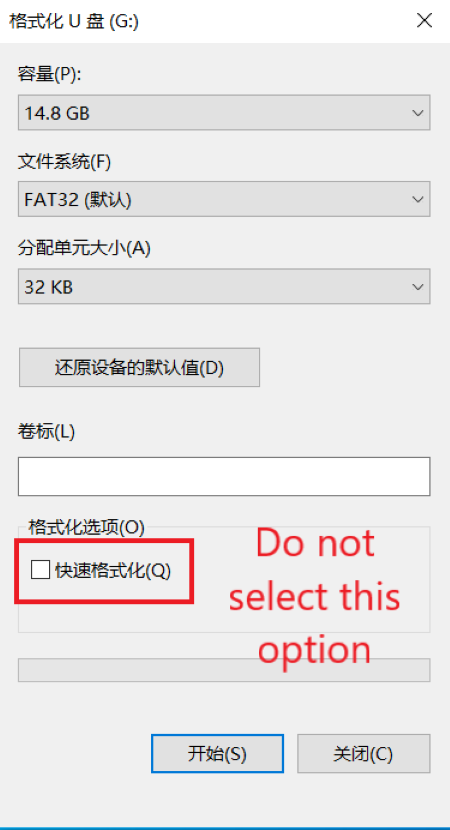 格式化 U 盘 (G:)
容量(P):
14.8 GB
文件系统(F)
FAT32 (默认)
分配单元大小(A)
32 KB
还原设备的默认值(D)
卷标(L)
格式化选项(O)
快速格式化(Q)
Do not
select this
option
开始(S)
关闭(C)